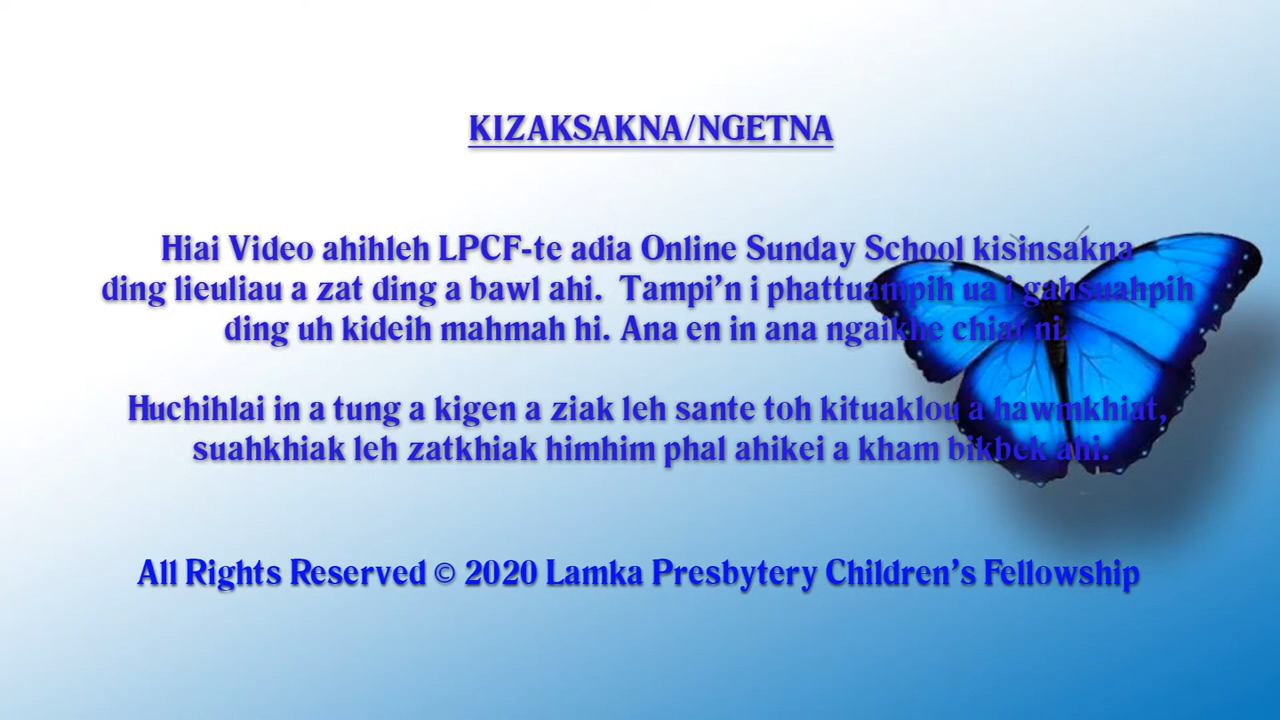 KIZAKSAKNA/NGETNA
Hiai Video ahihleh LPCF-te adia Online Sunday School kisinsakna
ding lieuliau a zat ding a bawl ahi. Tampi'n i phattuampih ua i gahsuahpih
ding uh kideih mahmah hi. Ana en in ana ngaikhe chiat ni.
Huchihlai in a tung a kigen a ziak leh sante toh kituaklou a hawmkhiat,
suahkhiak leh zatkhiak himhim phal ahikei a kham bikbek ahi.
All Rights Reserved © 2020 Lamka Presbytery Children's Fellowship